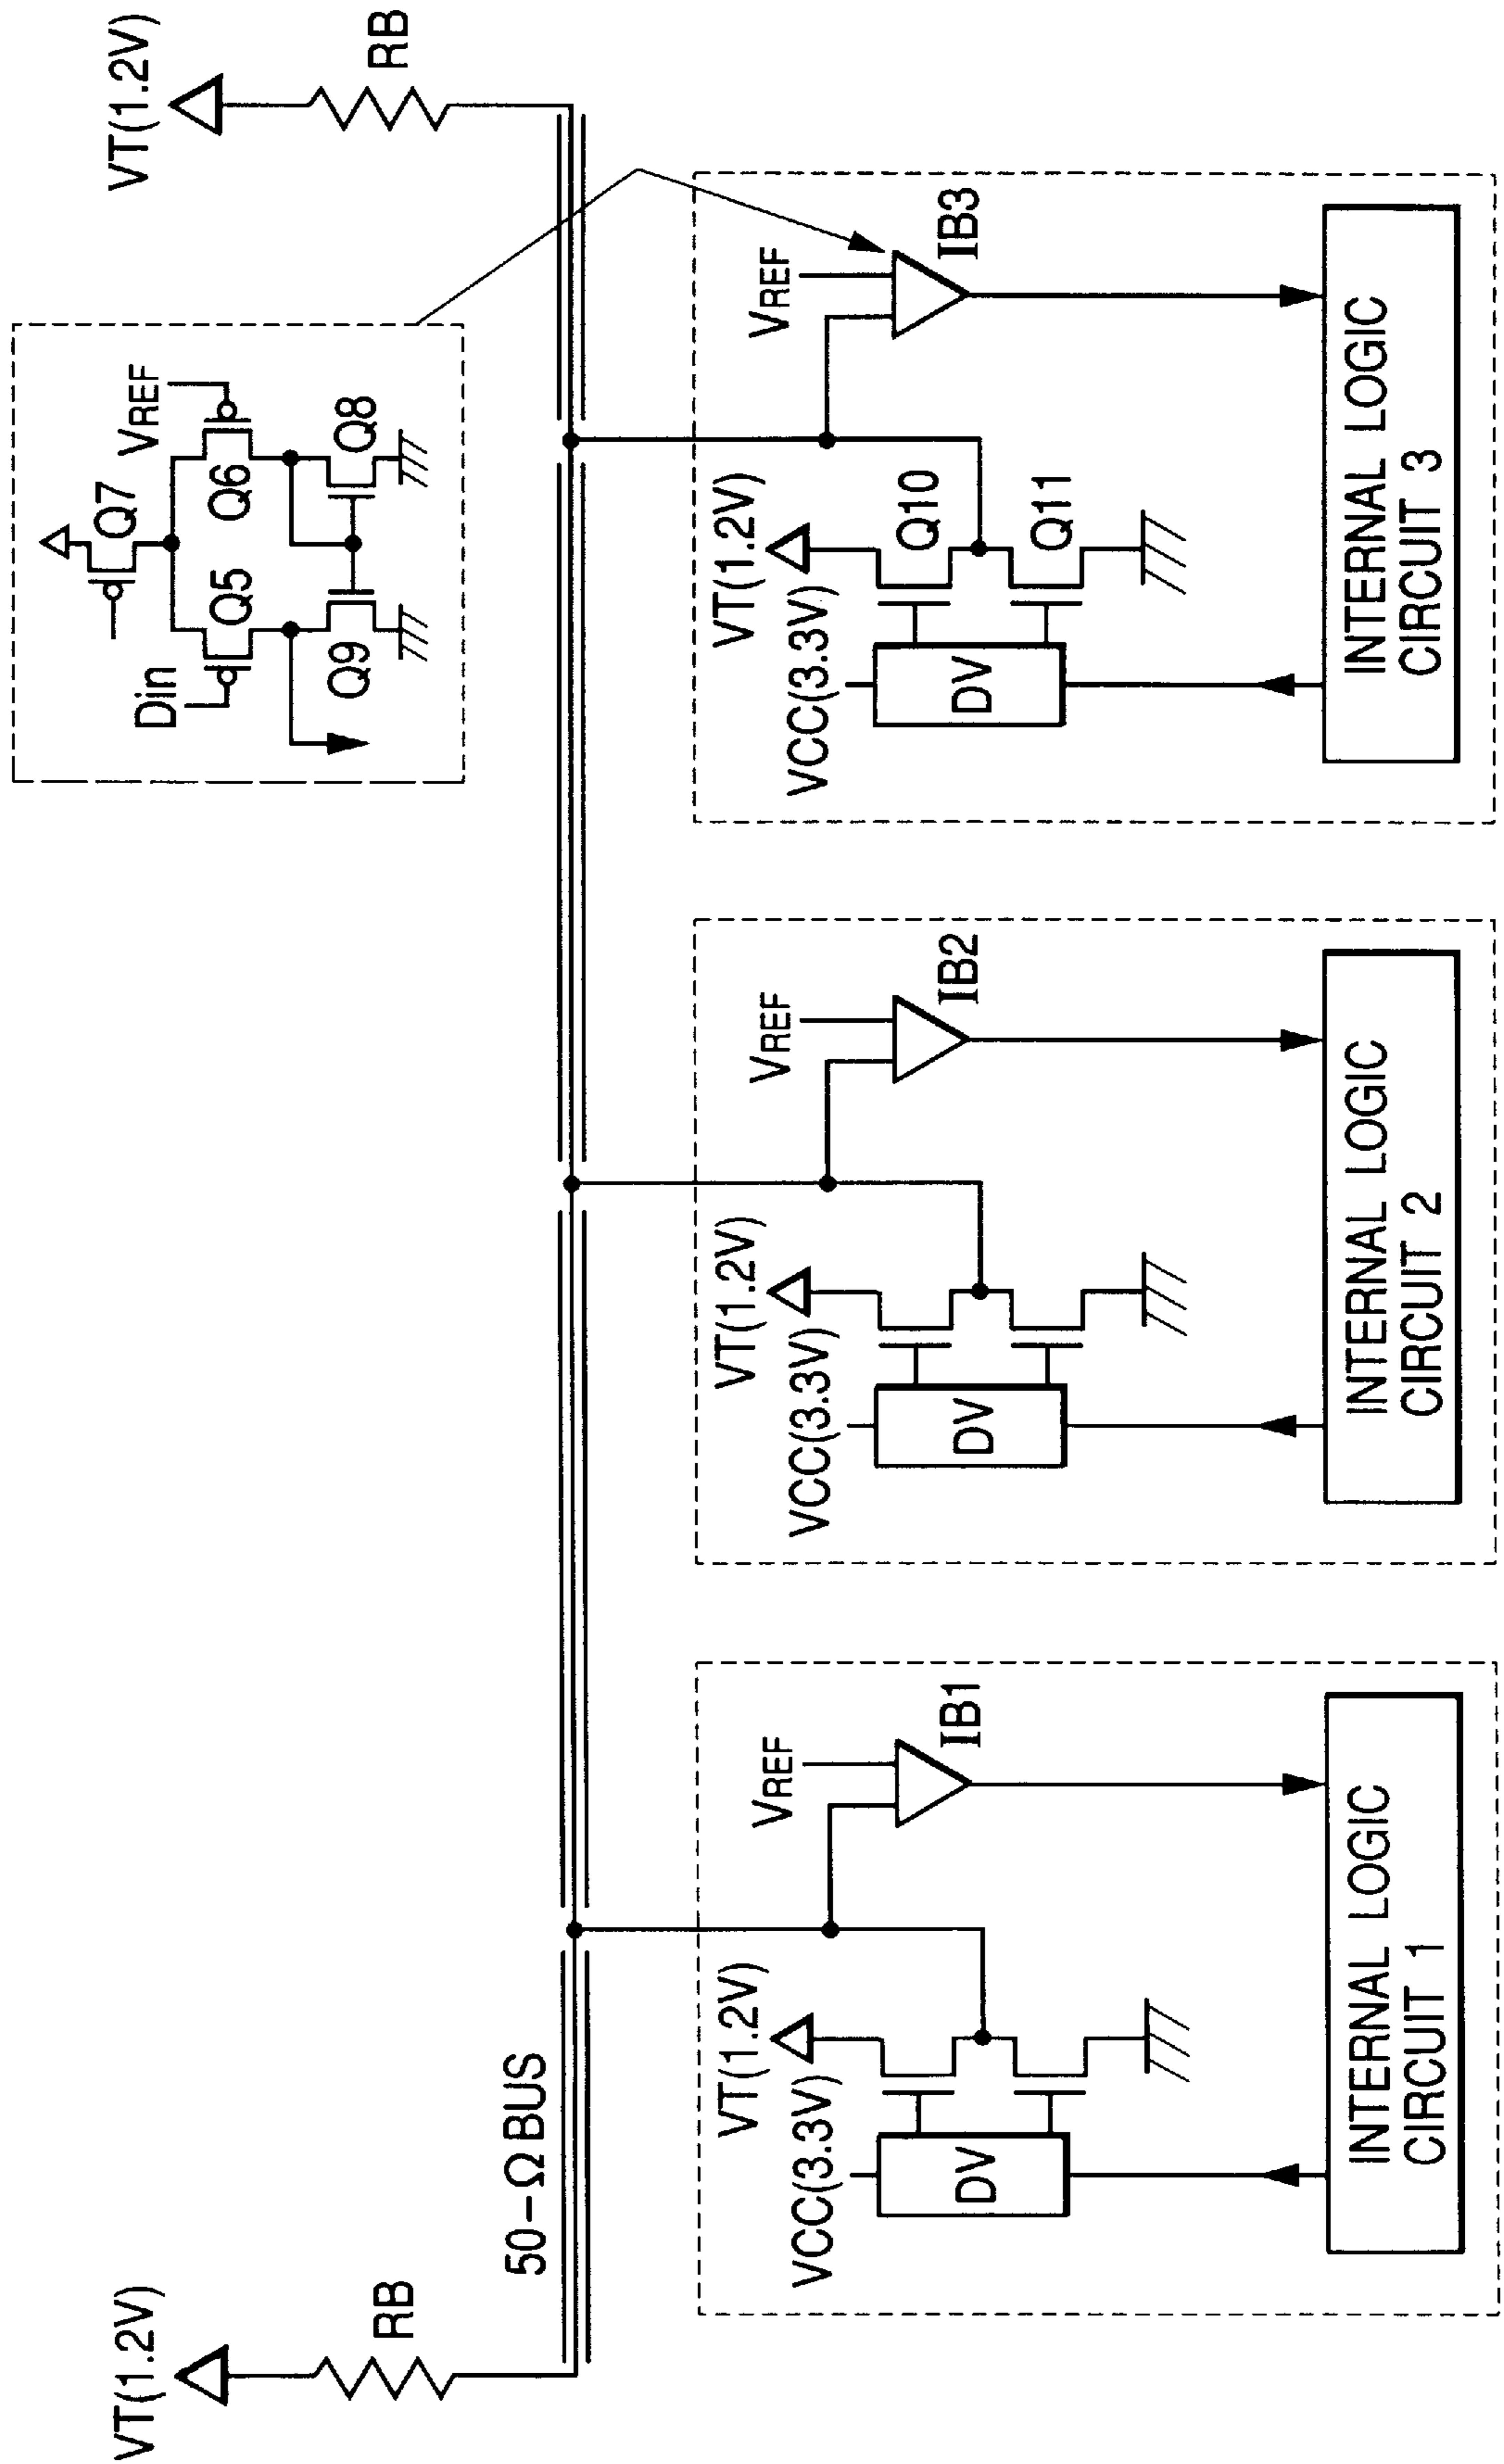 VT(1.2V)
RB
50-Ω BUS
VT(1.2V)
RB
Din
VREF
Q7
Q5
Q6
Q9
Q8
VT(1.2V)
VCC(3.3V)
DV
VREF
IB1
INTERNAL LOGIC
CIRCUIT 1
VT(1.2V)
VCC(3.3V)
DV
VREF
IB2
INTERNAL LOGIC
CIRCUIT 2
VT(1.2V)
VCC(3.3V)
DV
Q10
Q11
VREF
IB3
INTERNAL LOGIC
CIRCUIT 3